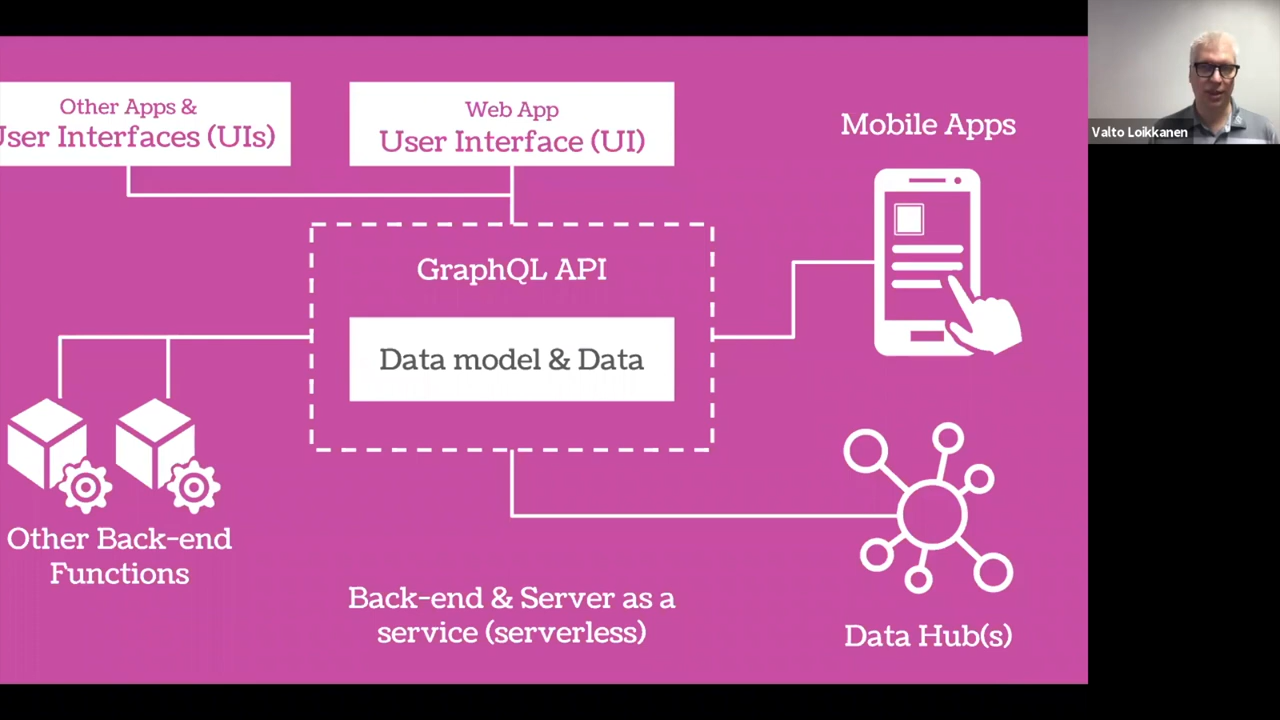 Other Apps &
User Interfaces (UIs)
Web App
User Interface (UI)
Mobile Apps
Valto Loikkanen
GraphQL API
Data model & Data
Other Back-end
Functions
Back-end & Server as a
service (serverless)
Data Hub(s)